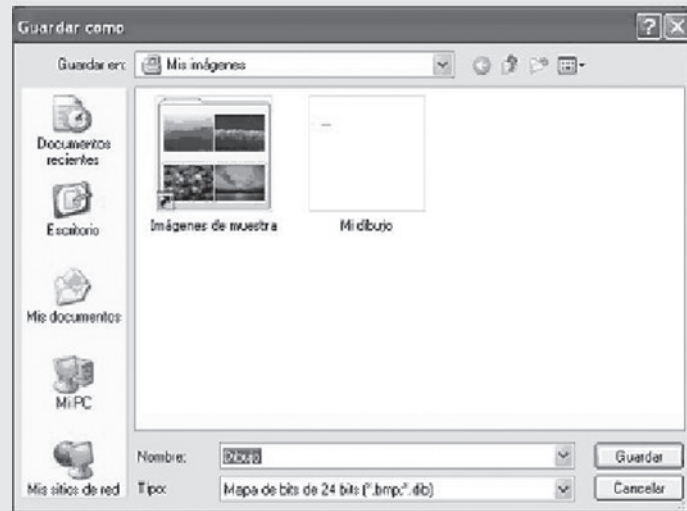 Guardar como
Guardar en: Mis imágenes
Documentos
recientes
Escritorio
Mis documentos
Mi PC
Mis sitios de red
Imágenes de muestra
Mi dibujo
Nombre: Dibujo
Guardar
Tipo: Mapa de bits de 24 bits (*.bmp;*.dib)
Cancelar